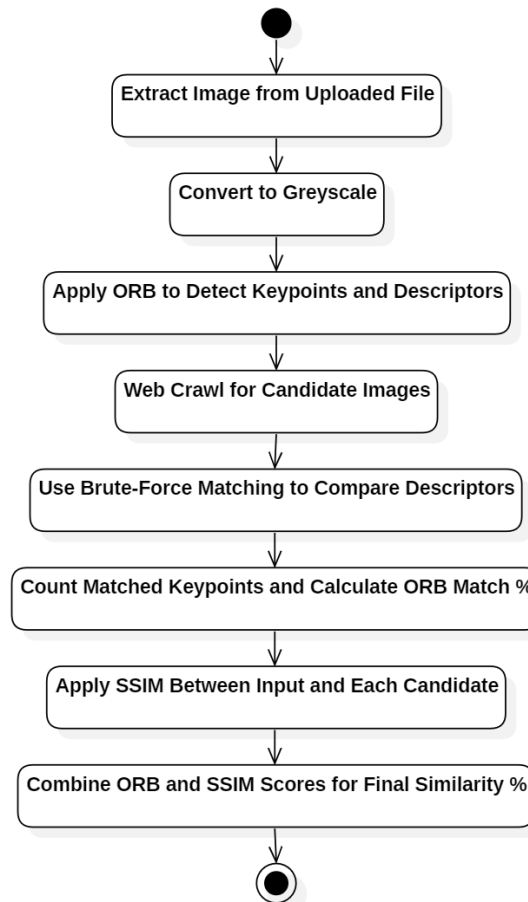 Extract Image from Uploaded File
Convert to Greyscale
Apply ORB to Detect Keypoints and Descriptors
Web Crawl for Candidate Images
Use Brute-Force Matching to Compare Descriptors
Count Matched Keypoints and Calculate ORB Match %
Apply SSIM Between Input and Each Candidate
Combine ORB and SSIM Scores for Final Similarity %